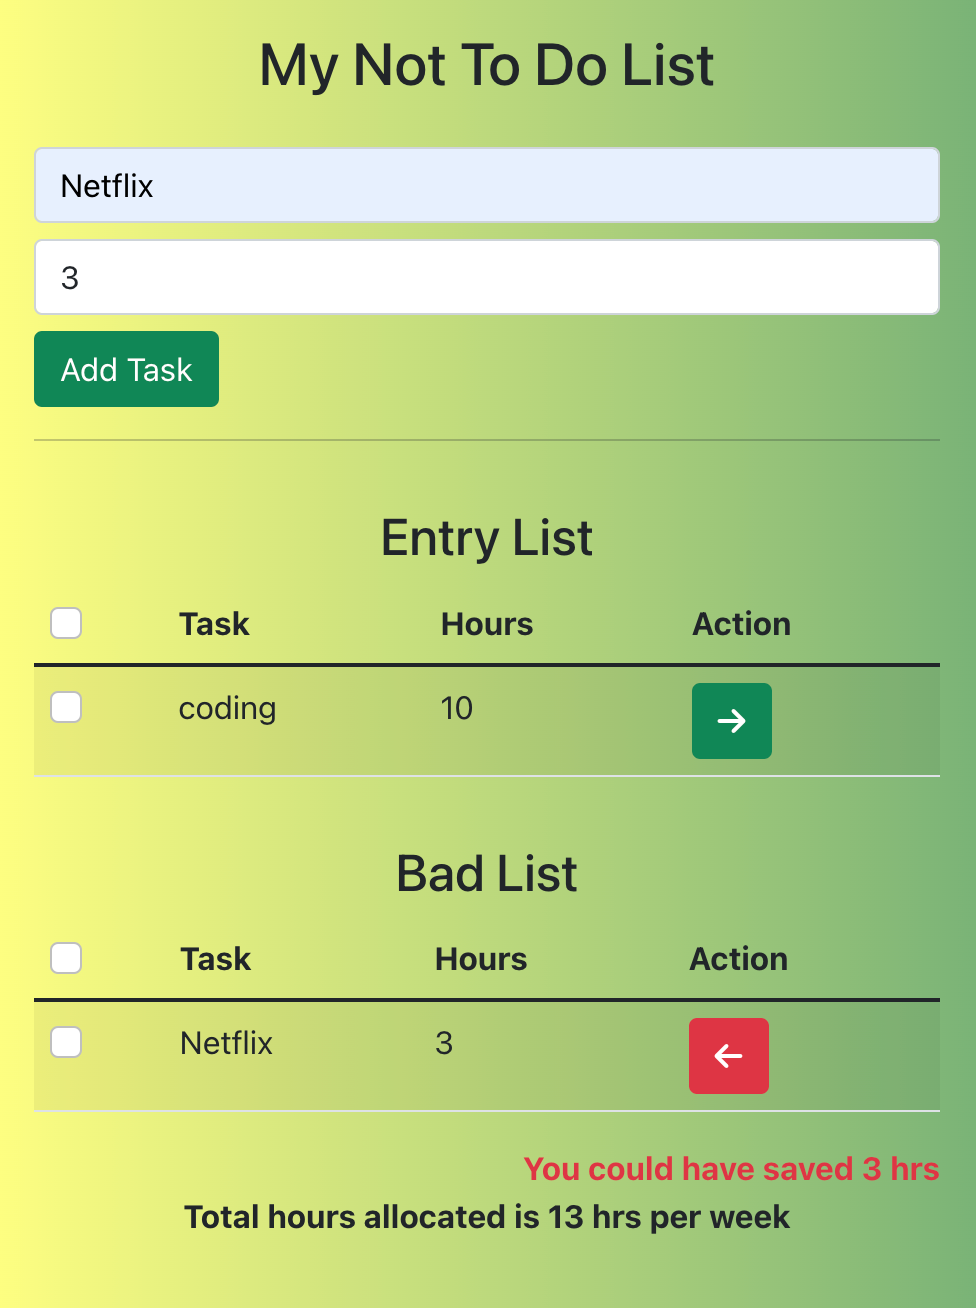 My Not To Do List
Netflix
3
Add Task
Entry List
Task Hours Action
coding 10
Bad List
Task Hours Action
Netflix 3
You could have saved 3 hrs
Total hours allocated is 13 hrs per week